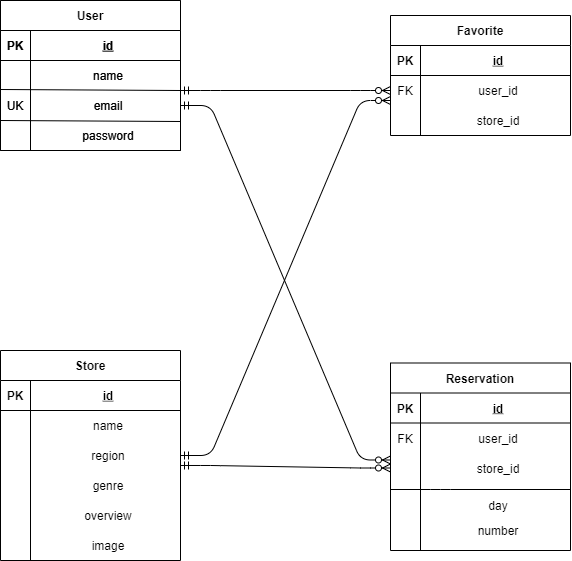 User
PK id
name
UK email
password
Favorite
PK id
FK user_id
store_id
Store
PK id
name
region
genre
overview
image
Reservation
PK id
FK user_id
store_id
day
number